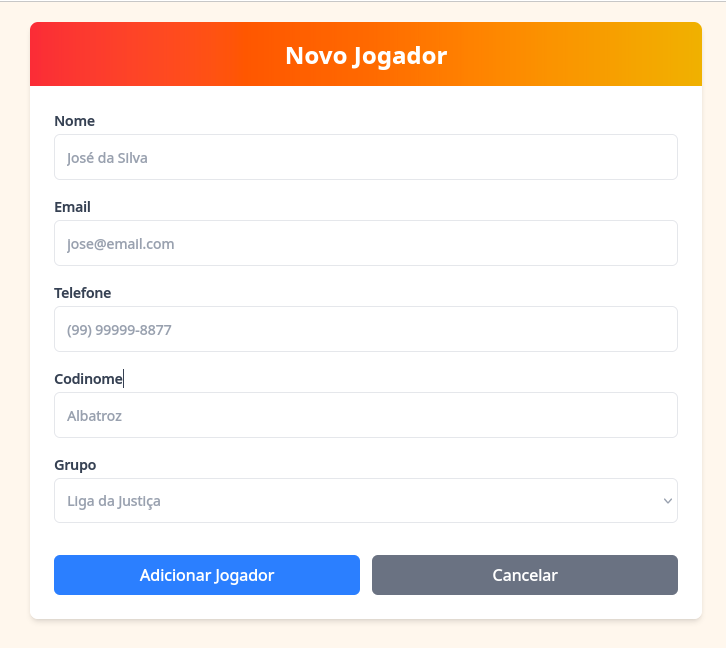 Novo Jogador
Nome
José da Silva
Email
jose@email.com
Telefone
(99) 99999-8877
Codinome
Albatroz
Grupo
Liga da Justiça
Adicionar Jogador
Cancelar